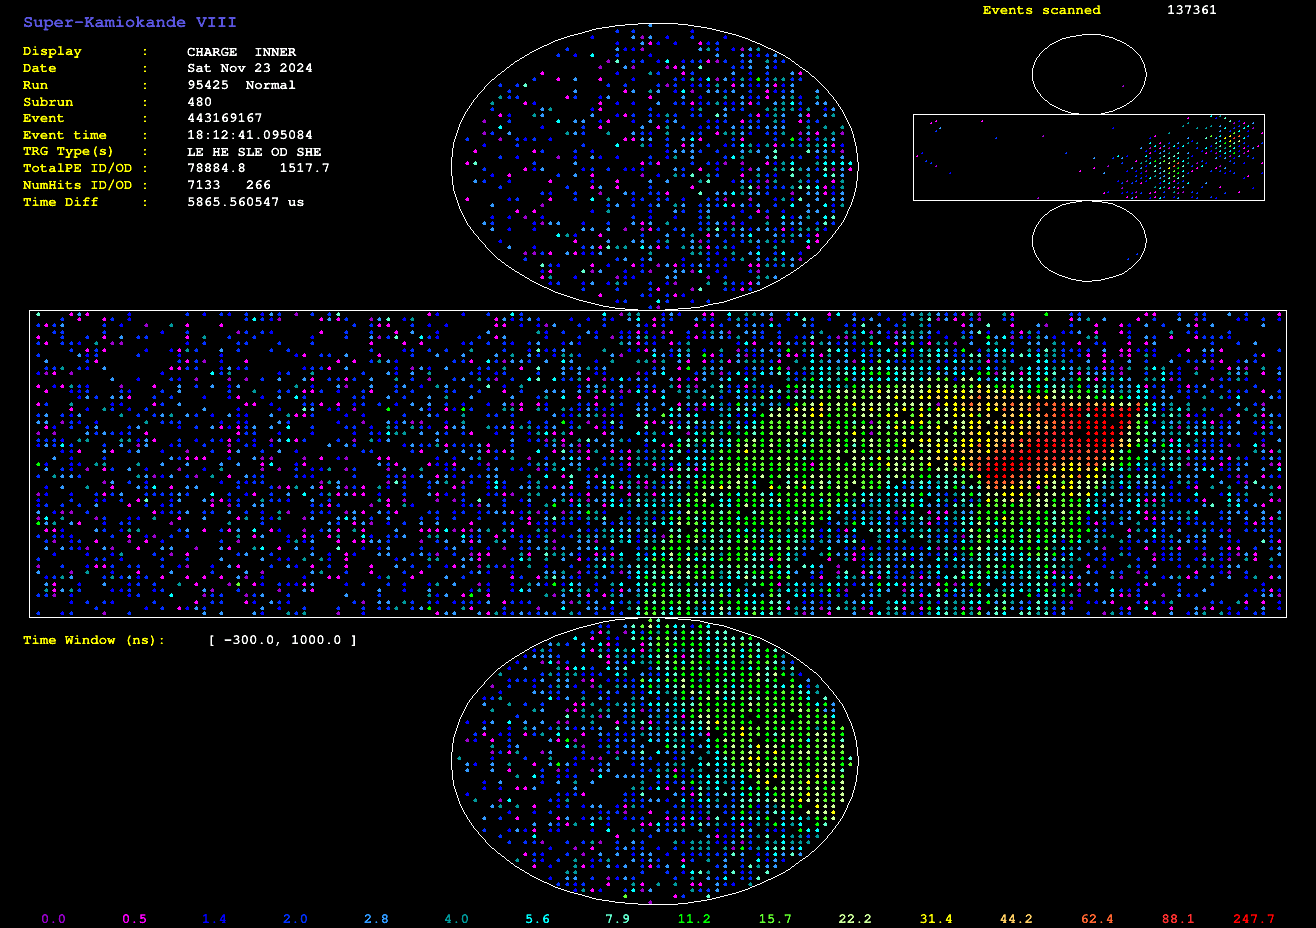 Super-Kamiokande VIII
Events scanned 137361
Display : CHARGE INNER
Date : Sat Nov 23 2024
Run : 95425 Normal
Subrun : 480
Event : 443169167
Event time : 18:12:41.095084
TRG Type(s) : LE HE SLE OD SHE
TotalPE ID/OD : 78884.8 1517.7
NumHits ID/OD : 7133 266
Time Diff : 5865.560547 us
Time Window (ns): [ -300.0, 1000.0 ]
0.0 0.5 1.4 2.0 2.8 4.0 5.6 7.9 11.2 15.7 22.2 31.4 44.2 62.4 88.1 247.7